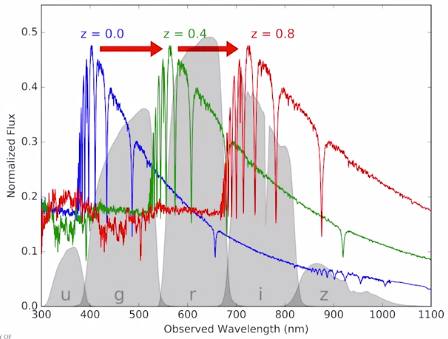 z = 0.0 z = 0.4 z = 0.8
0.5
0.4
0.3
0.2
0.1
0.0
Normalized Flux
u g r i z
300 400 500 600 700 800 900 1000 1100
Observed Wavelength (nm)
OF